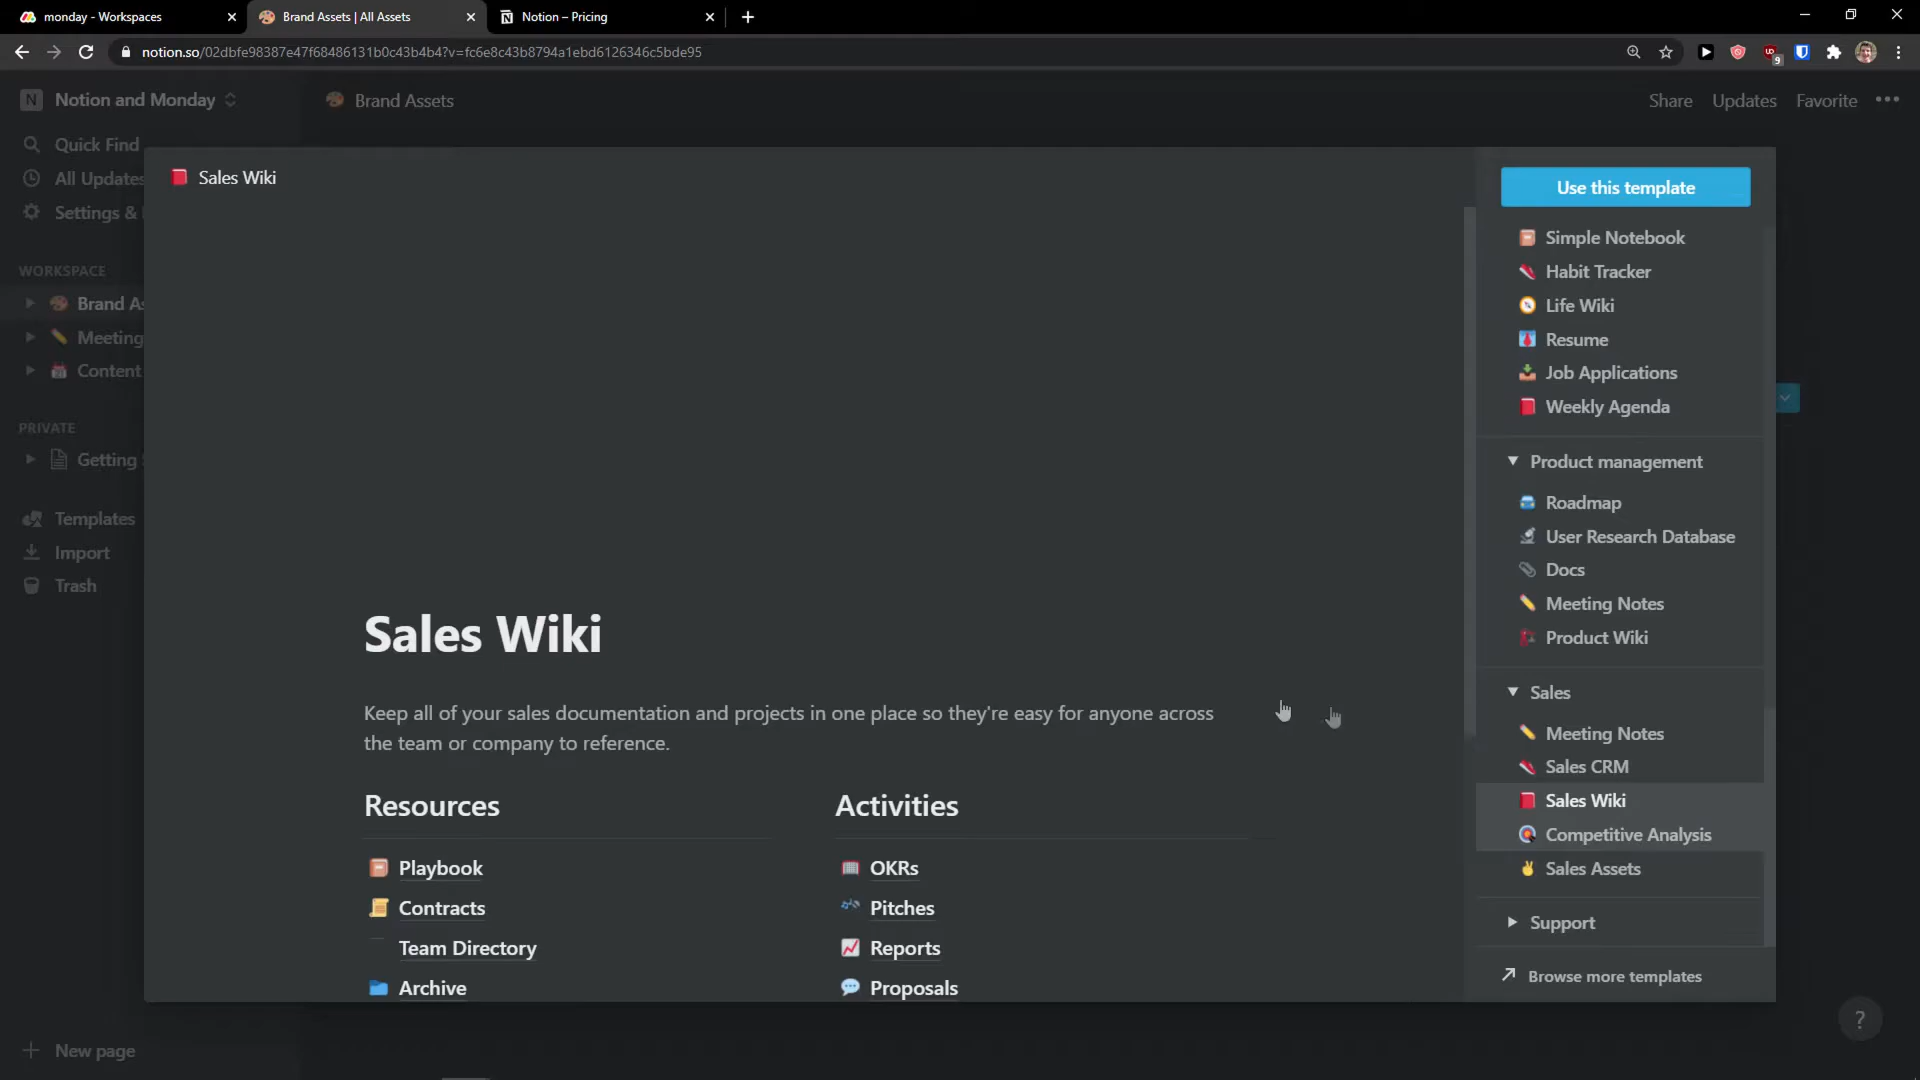 monday - Workspaces
Brand Assets | All Assets
Notion – Pricing
notion.so/02dbfe98387e47f68486131b0c43b4b4?v=fc6e8c43b8794a1ebd6126346c5bde95
9
N Notion and Monday
Brand Assets
Share
Updates
Favorite
Quick Find
All Updates
Settings &
WORKSPACE
Brand As
Meeting
Content
PRIVATE
Getting
Templates
Import
Trash
New page
Sales Wiki
Sales Wiki
Keep all of your sales documentation and projects in one place so they're easy for anyone across
the team or company to reference.
Resources
Playbook
Contracts
Team Directory
Archive
Activities
OKRs
Pitches
Reports
Proposals
Use this template
Simple Notebook
Habit Tracker
Life Wiki
Resume
Job Applications
Weekly Agenda
Product management
Roadmap
User Research Database
Docs
Meeting Notes
Product Wiki
Sales
Meeting Notes
Sales CRM
Sales Wiki
Competitive Analysis
Sales Assets
Support
Browse more templates
?